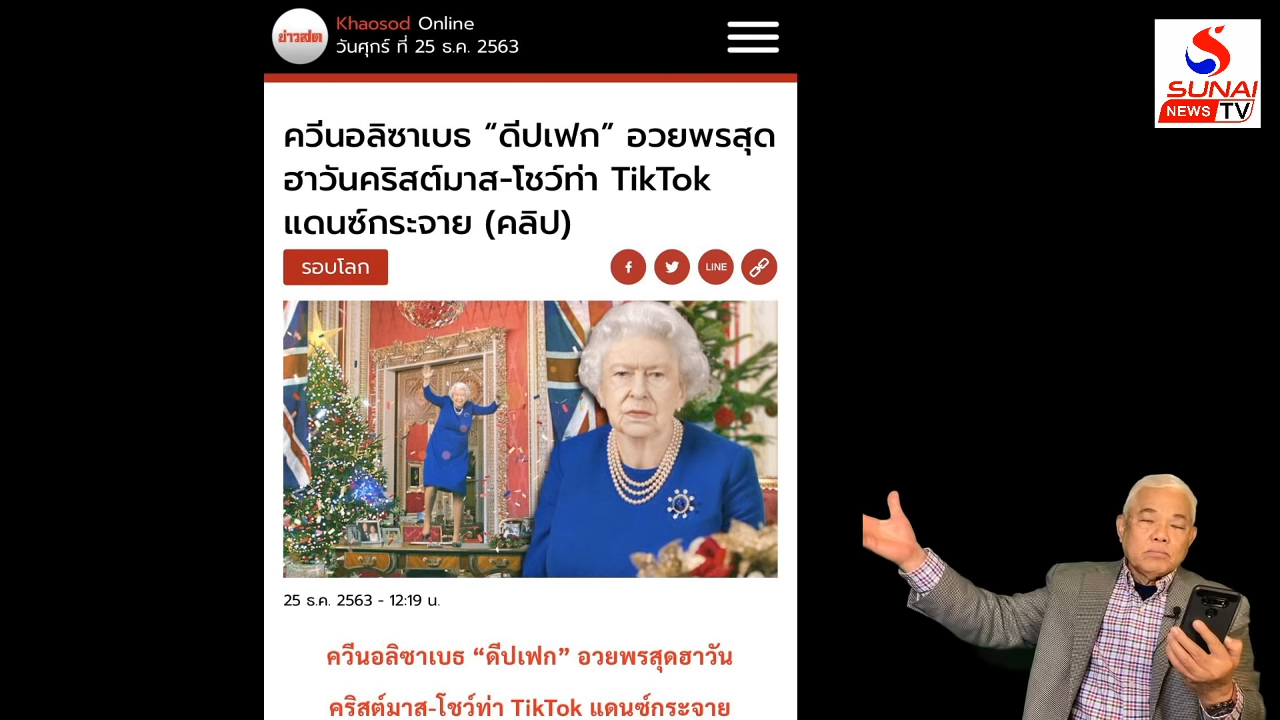 ข่าวสด
Khaosod Online
วันศุกร์ ที่ 25 ธ.ค. 2563
SUNAI
NEWS TV
ควีนอลิซาเบธ “ดีปเฟก” อวยพรสุด
ฮาวันคริสต์มาส-โชว์ท่า TikTok
แดนซ์กระจาย (คลิป)
รอบโลก
LINE
25 ธ.ค. 2563 - 12:19 น.
ควีนอลิซาเบธ “ดีปเฟก” อวยพรสุดฮาวัน
คริสต์มาส-โชว์ท่า TikTok แดนซ์กระจาย